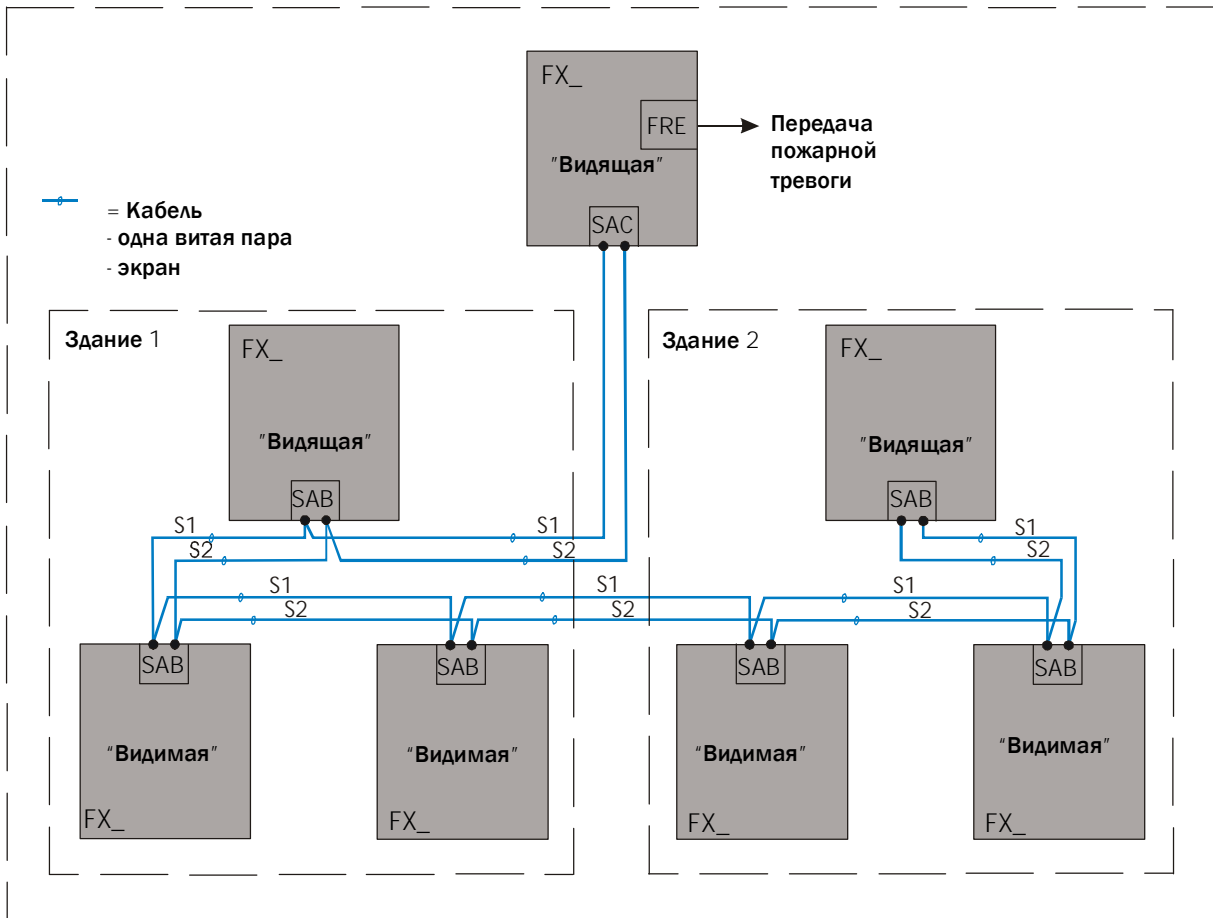 FX_
FRE
"Видящая"
SAC
Передача
пожарной
тревоги
= Кабель
- одна витая пара
- экран
Здание 1
FX_
"Видящая"
SAB
Здание 2
FX_
"Видящая"
SAB
S1
S2
S1
S2
S1
S2
S1
S2
S1
S2
S1
S2
SAB
"Видимая"
FX_
SAB
"Видимая"
FX_
SAB
"Видимая"
FX_
SAB
"Видимая"
FX_